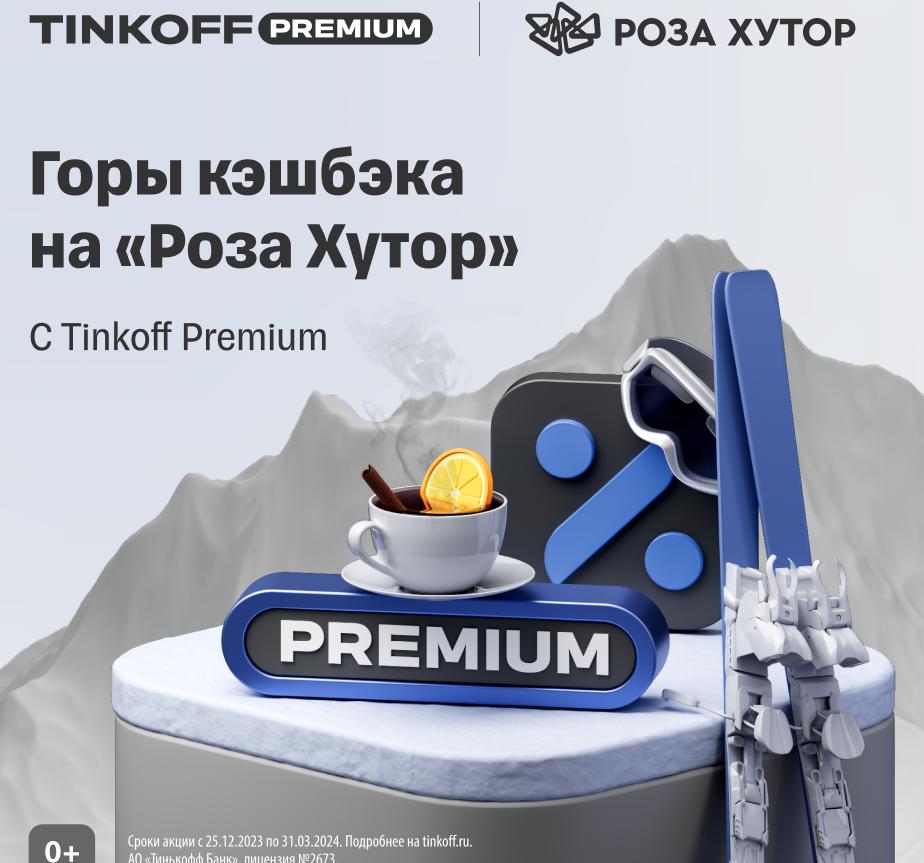 TINKOFF PREMIUM
РОЗА ХУТОР
Горы кэшбэка
на «Роза Хутор»
С Tinkoff Premium
PREMIUM
0+
Сроки акции с 25.12.2023 по 31.03.2024. Подробнее на tinkoff.ru.
АО «Тинькофф Банк», лицензия №2673